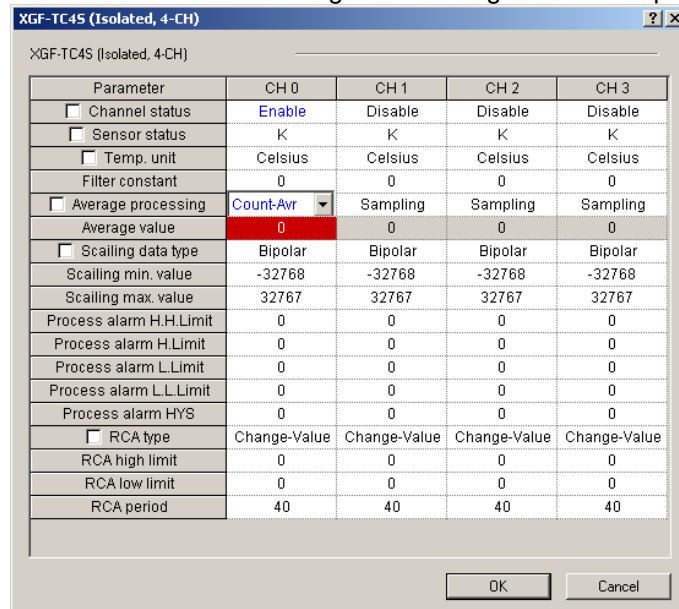 XGF-TC4S (Isolated, 4-CH)
XGF-TC4S (Isolated, 4-CH)
Parameter CH 0 CH 1 CH 2 CH 3
Channel status Enable Disable Disable Disable
Sensor status K K K K
Temp. unit Celsius Celsius Celsius Celsius
Filter constant 0 0 0 0
Average processing Count-Avr Sampling Sampling Sampling
Average value 0 0 0 0
Scailing data type Bipolar Bipolar Bipolar Bipolar
Scailing min. value -32768 -32768 -32768 -32768
Scailing max. value 32767 32767 32767 32767
Process alarm H.H.Limit 0 0 0 0
Process alarm H.Limit 0 0 0 0
Process alarm L.Limit 0 0 0 0
Process alarm L.L.Limit 0 0 0 0
Process alarm HYS 0 0 0 0
RCA type Change-Value Change-Value Change-Value Change-Value
RCA high limit 0 0 0 0
RCA low limit 0 0 0 0
RCA period 40 40 40 40
OK Cancel